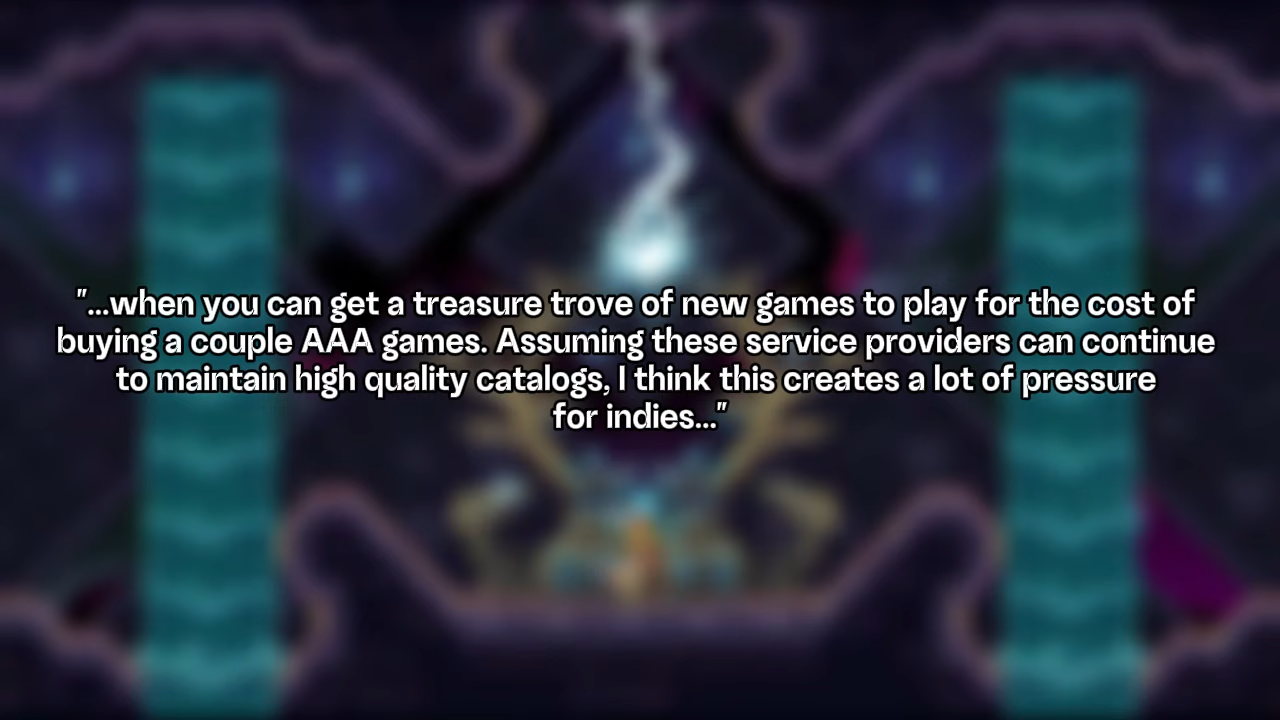 "...when you can get a treasure trove of new games to play for the cost of
buying a couple AAA games. Assuming these service providers can continue
to maintain high quality catalogs, I think this creates a lot of pressure
for indies..."